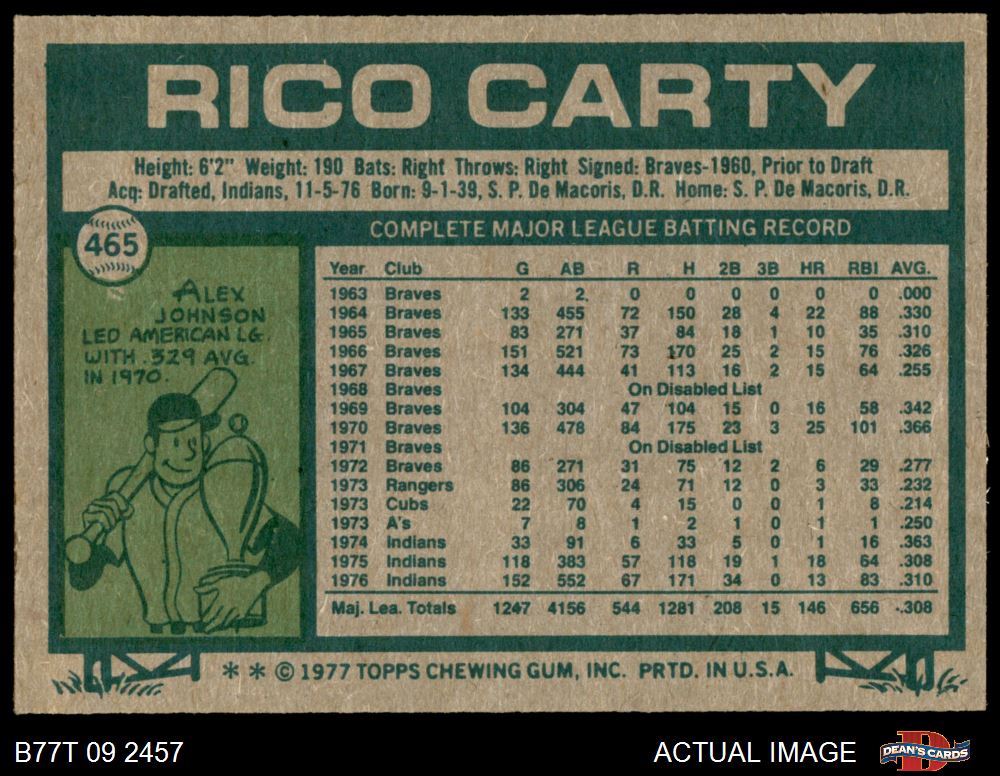 RICO CARTY
Height: 6'2" Weight: 190 Bats: Right Throws: Right Signed: Braves-1960, Prior to Draft
Acq: Drafted, Indians, 11-5-76 Born: 9-1-39, S. P. De Macoris, D.R. Home: S. P. De Macoris, D.R.
465
ALEX
JOHNSON
LED AMERICAN LG.
WITH .329 AVG.
IN 1970.
COMPLETE MAJOR LEAGUE BATTING RECORD
Year Club G AB R H 2B 3B HR RBI AVG.
1963 Braves 2 2 0 0 0 0 0 0 .000
1964 Braves 133 455 72 150 28 4 22 88 .330
1965 Braves 83 271 37 84 18 1 10 35 .310
1966 Braves 151 521 73 170 25 2 15 76 .326
1967 Braves 134 444 41 113 16 2 15 64 .255
1968 Braves On Disabled List
1969 Braves 104 304 47 104 15 0 16 58 .342
1970 Braves 136 478 84 175 23 3 25 101 .366
1971 Braves On Disabled List
1972 Braves 86 271 31 75 12 2 6 29 .277
1973 Rangers 86 306 24 71 12 0 3 33 .232
1973 Cubs 22 70 4 15 0 0 1 8 .214
1973 A's 7 8 1 2 1 0 1 1 .250
1974 Indians 33 91 6 33 5 0 1 16 .363
1975 Indians 118 383 57 118 19 1 18 64 .308
1976 Indians 152 552 67 171 34 0 13 83 .310
Maj. Lea. Totals 1247 4156 544 1281 208 15 146 656 .308
** © 1977 TOPPS CHEWING GUM, INC. PRTD. IN U.S.A.
B77T 09 2457
ACTUAL IMAGE
DEAN'S CARDS